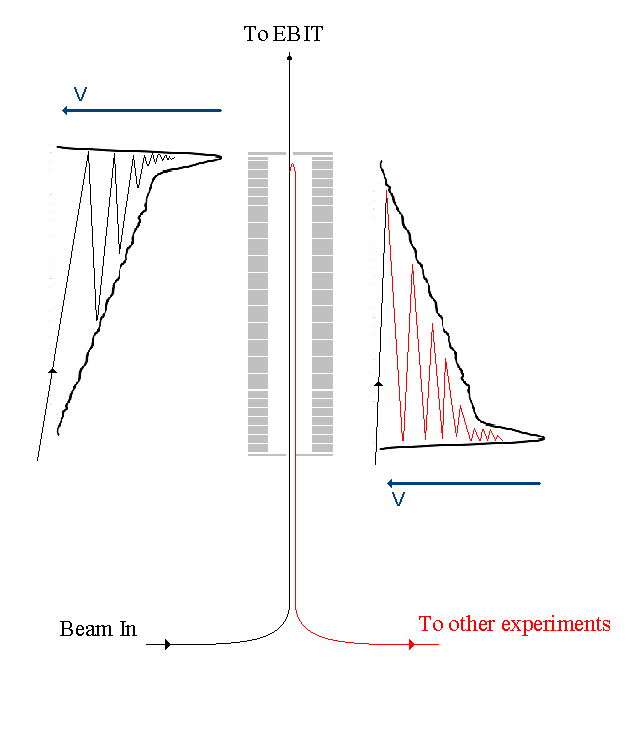 To EBIT
V
V
Beam In
To other experiments